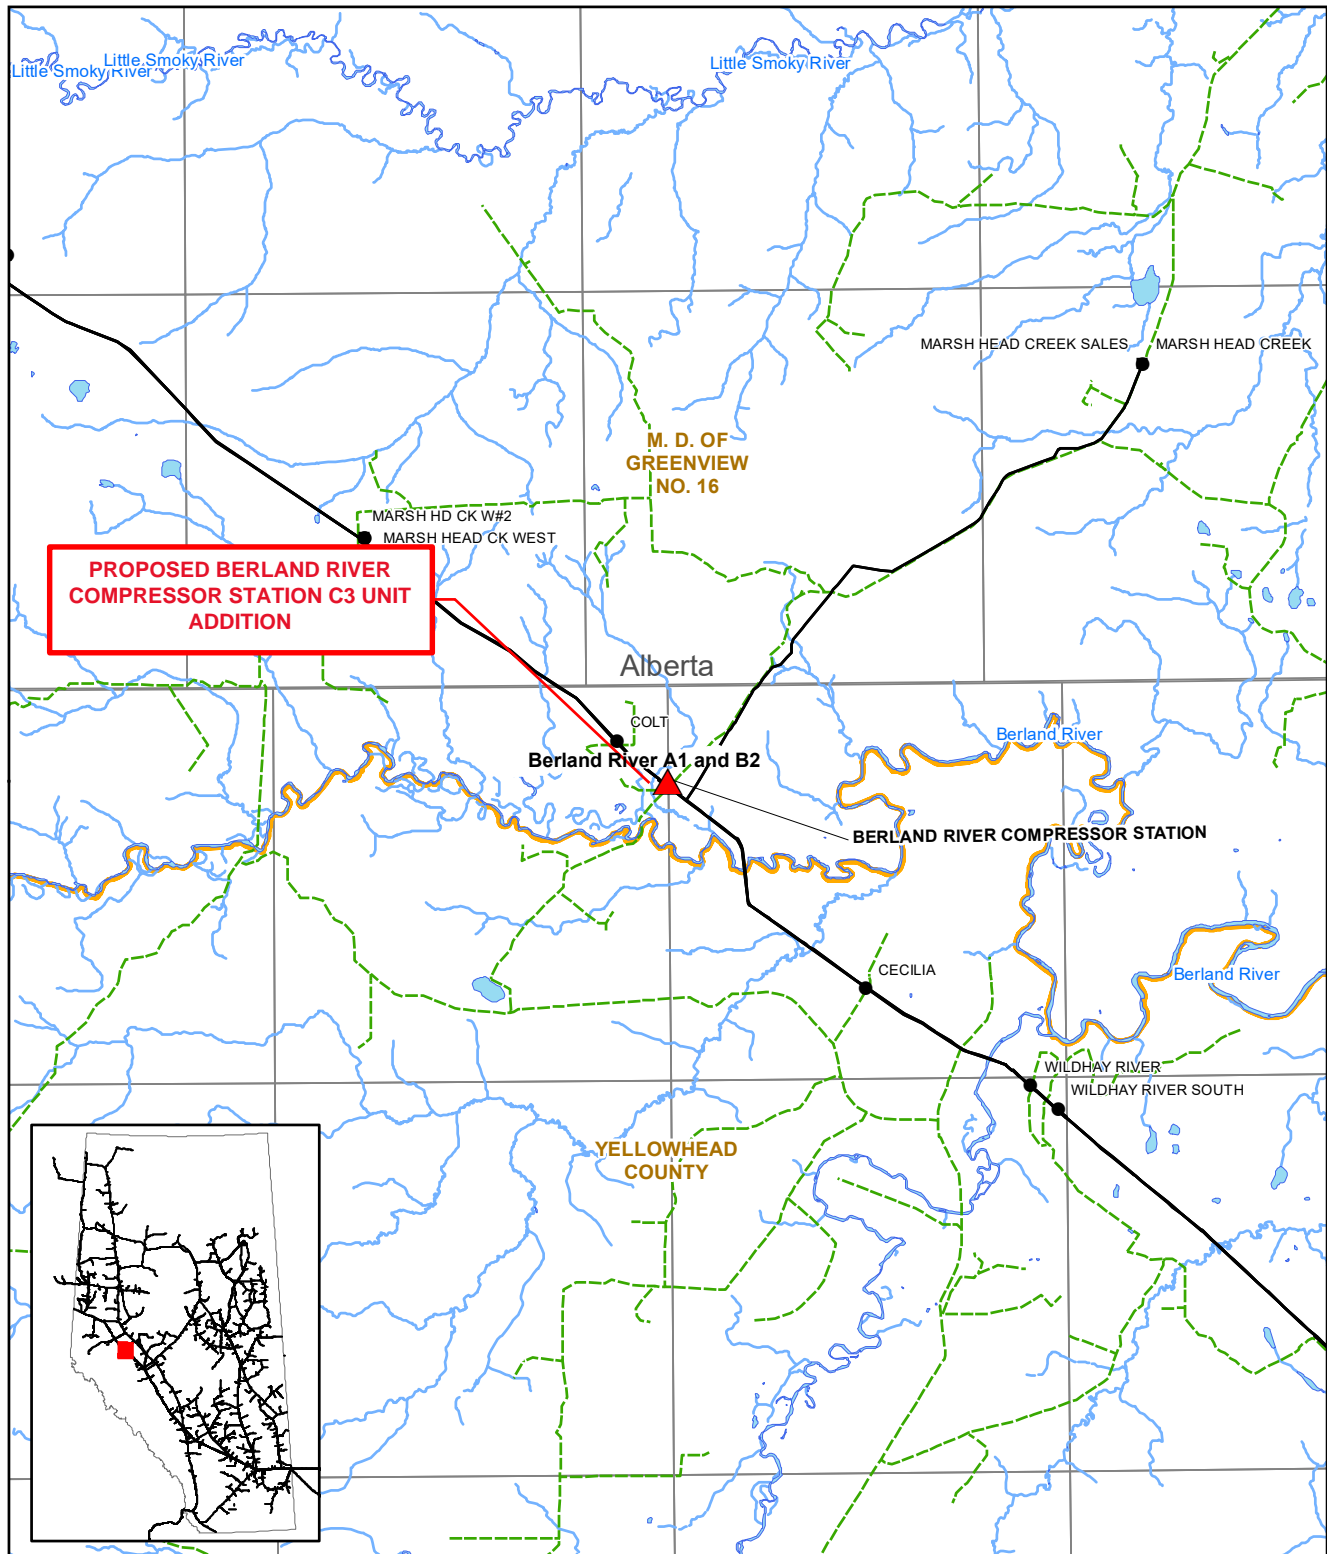 Little Smoky River
Little Smoky River
Little Smoky River
MARSH HEAD CREEK SALES
MARSH HEAD CREEK
M. D. OF
GREENVIEW
NO. 16
MARSH HD CK W#2
MARSH HEAD CK WEST
PROPOSED BERLAND RIVER
COMPRESSOR STATION C3 UNIT
ADDITION
Alberta
COLT
Berland River
Berland River A1 and B2
BERLAND RIVER COMPRESSOR STATION
CECILIA
Berland River
WILDHAY RIVER
WILDHAY RIVER SOUTH
YELLOWHEAD
COUNTY